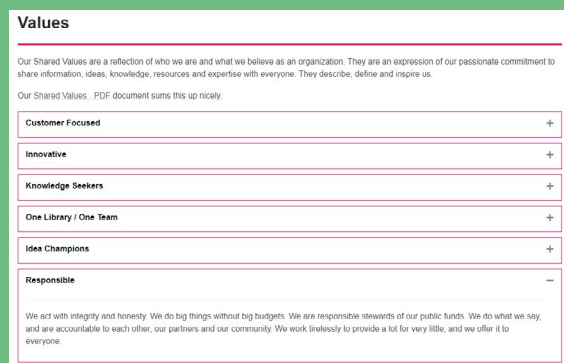 Values
Our Shared Values are a reflection of who we are and what we believe as an organization. They are an expression of our passionate commitment to
share information, ideas, knowledge, resources and expertise with everyone. They describe, define and inspire us.
Our Shared Values - PDF document sums this up nicely.
Customer Focused +
Innovative +
Knowledge Seekers +
One Library / One Team +
Idea Champions +
Responsible −
We act with integrity and honesty. We do big things without big budgets. We are responsible stewards of our public funds. We do what we say,
and are accountable to each other, our partners and our community. We work tirelessly to provide a lot for very little, and we offer it to
everyone.